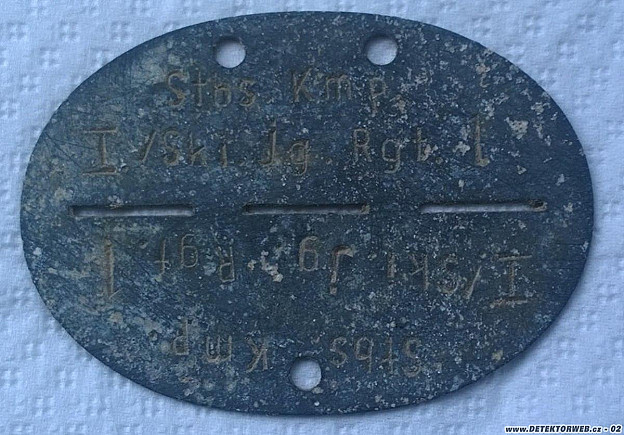 Stbs. Kmp.
I/Ski Jg. Rgt. 1
I/Ski Jg. Rgt. 1
Stbs. Kmp.
www.DETEKTORWEB.cz - 02